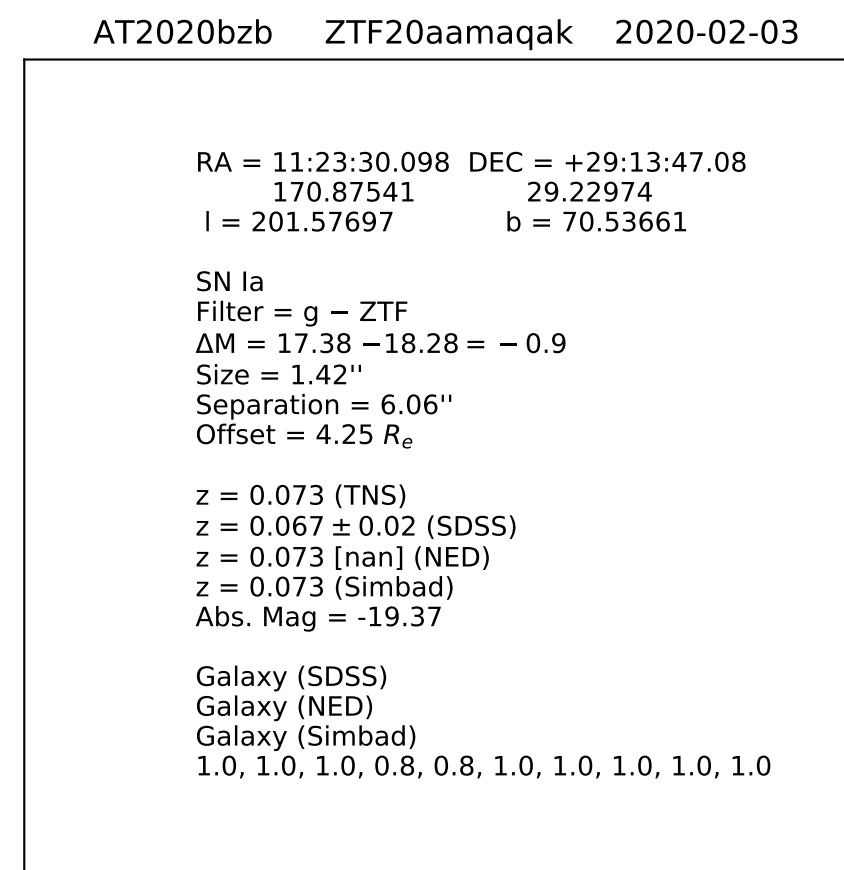 AT2020bzb ZTF20aamaqak 2020-02-03
RA = 11:23:30.098 DEC = +29:13:47.08
170.87541 29.22974
l = 201.57697 b = 70.53661
SN Ia
Filter = g − ZTF
ΔM = 17.38 −18.28 = − 0.9
Size = 1.42''
Separation = 6.06''
Offset = 4.25 Rₑ
z = 0.073 (TNS)
z = 0.067 ± 0.02 (SDSS)
z = 0.073 [nan] (NED)
z = 0.073 (Simbad)
Abs. Mag = -19.37
Galaxy (SDSS)
Galaxy (NED)
Galaxy (Simbad)
1.0, 1.0, 1.0, 0.8, 0.8, 1.0, 1.0, 1.0, 1.0, 1.0